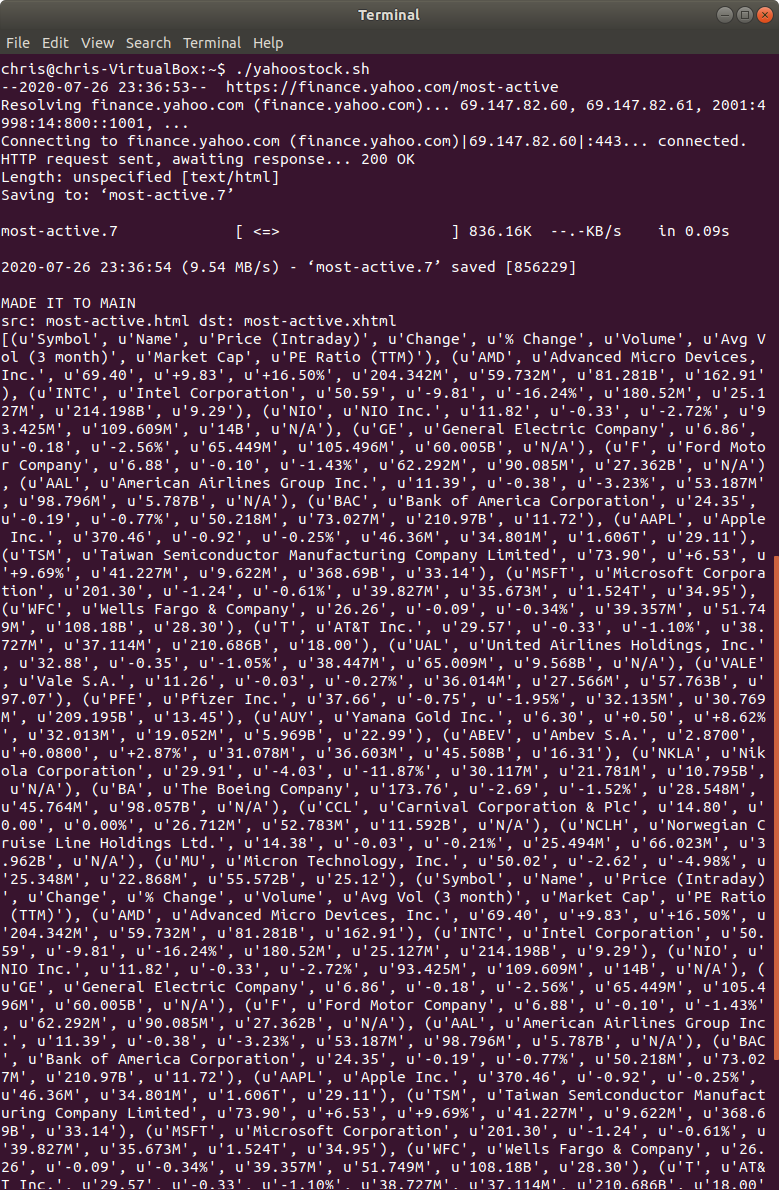 Terminal
File Edit View Search Terminal Help
chris@chris-VirtualBox:~$ ./yahoostock.sh
--2020-07-26 23:36:53--  https://finance.yahoo.com/most-active
Resolving finance.yahoo.com (finance.yahoo.com)... 69.147.82.60, 69.147.82.61, 2001:4
998:14:800::1001, ...
Connecting to finance.yahoo.com (finance.yahoo.com)|69.147.82.60|:443... connected.
HTTP request sent, awaiting response... 200 OK
Length: unspecified [text/html]
Saving to: ‘most-active.7’
most-active.7             [ <=>                   ] 836.16K  --.-KB/s    in 0.09s
2020-07-26 23:36:54 (9.54 MB/s) - ‘most-active.7’ saved [856229]
MADE IT TO MAIN
src: most-active.html dst: most-active.xhtml
[(u'Symbol', u'Name', u'Price (Intraday)', u'Change', u'% Change', u'Volume', u'Avg V
ol (3 month)', u'Market Cap', u'PE Ratio (TTM)'), (u'AMD', u'Advanced Micro Devices, 
Inc.', u'69.40', u'+9.83', u'+16.50%', u'204.342M', u'59.732M', u'81.281B', u'162.91'
), (u'INTC', u'Intel Corporation', u'50.59', u'-9.81', u'-16.24%', u'180.52M', u'25.1
27M', u'214.198B', u'9.29'), (u'NIO', u'NIO Inc.', u'11.82', u'-0.33', u'-2.72%', u'9
3.425M', u'109.609M', u'14B', u'N/A'), (u'GE', u'General Electric Company', u'6.86', 
u'-0.18', u'-2.56%', u'65.449M', u'105.496M', u'60.005B', u'N/A'), (u'F', u'Ford Moto
r Company', u'6.88', u'-0.10', u'-1.43%', u'62.292M', u'90.085M', u'27.362B', u'N/A')
, (u'AAL', u'American Airlines Group Inc.', u'11.39', u'-0.38', u'-3.23%', u'53.187M'
, u'98.796M', u'5.787B', u'N/A'), (u'BAC', u'Bank of America Corporation', u'24.35', 
u'-0.19', u'-0.77%', u'50.218M', u'73.027M', u'210.97B', u'11.72'), (u'AAPL', u'Apple
 Inc.', u'370.46', u'-0.92', u'-0.25%', u'46.36M', u'34.801M', u'1.606T', u'29.11'), 
(u'TSM', u'Taiwan Semiconductor Manufacturing Company Limited', u'73.90', u'+6.53', u
'+9.69%', u'41.227M', u'9.622M', u'368.69B', u'33.14'), (u'MSFT', u'Microsoft Corpora
tion', u'201.30', u'-1.24', u'-0.61%', u'39.827M', u'35.673M', u'1.524T', u'34.95'), 
(u'WFC', u'Wells Fargo & Company', u'26.26', u'-0.09', u'-0.34%', u'39.357M', u'51.74
9M', u'108.18B', u'28.30'), (u'T', u'AT&T Inc.', u'29.57', u'-0.33', u'-1.10%', u'38.
727M', u'37.114M', u'210.686B', u'18.00'), (u'UAL', u'United Airlines Holdings, Inc.'
, u'32.88', u'-0.35', u'-1.05%', u'38.447M', u'65.009M', u'9.568B', u'N/A'), (u'VALE'
, u'Vale S.A.', u'11.26', u'-0.03', u'-0.27%', u'36.014M', u'27.566M', u'57.763B', u'
97.07'), (u'PFE', u'Pfizer Inc.', u'37.66', u'-0.75', u'-1.95%', u'32.135M', u'30.769
M', u'209.195B', u'13.45'), (u'AUY', u'Yamana Gold Inc.', u'6.30', u'+0.50', u'+8.62%
', u'32.013M', u'19.052M', u'5.969B', u'22.99'), (u'ABEV', u'Ambev S.A.', u'2.8700', 
u'+0.0800', u'+2.87%', u'31.078M', u'36.603M', u'45.508B', u'16.31'), (u'NKLA', u'Nik
ola Corporation', u'29.91', u'-4.03', u'-11.87%', u'30.117M', u'21.781M', u'10.795B',
 u'N/A'), (u'BA', u'The Boeing Company', u'173.76', u'-2.69', u'-1.52%', u'28.548M', 
u'45.764M', u'98.057B', u'N/A'), (u'CCL', u'Carnival Corporation & Plc', u'14.80', u'
0.00', u'0.00%', u'26.712M', u'52.783M', u'11.592B', u'N/A'), (u'NCLH', u'Norwegian C
ruise Line Holdings Ltd.', u'14.38', u'-0.03', u'-0.21%', u'25.494M', u'66.023M', u'3
.962B', u'N/A'), (u'MU', u'Micron Technology, Inc.', u'50.02', u'-2.62', u'-4.98%', u
'25.348M', u'22.868M', u'55.572B', u'25.12'), (u'Symbol', u'Name', u'Price (Intraday)
', u'Change', u'% Change', u'Volume', u'Avg Vol (3 month)', u'Market Cap', u'PE Ratio
 (TTM)'), (u'AMD', u'Advanced Micro Devices, Inc.', u'69.40', u'+9.83', u'+16.50%', u
'204.342M', u'59.732M', u'81.281B', u'162.91'), (u'INTC', u'Intel Corporation', u'50.
59', u'-9.81', u'-16.24%', u'180.52M', u'25.127M', u'214.198B', u'9.29'), (u'NIO', u'
NIO Inc.', u'11.82', u'-0.33', u'-2.72%', u'93.425M', u'109.609M', u'14B', u'N/A'), (
u'GE', u'General Electric Company', u'6.86', u'-0.18', u'-2.56%', u'65.449M', u'105.4
96M', u'60.005B', u'N/A'), (u'F', u'Ford Motor Company', u'6.88', u'-0.10', u'-1.43%'
, u'62.292M', u'90.085M', u'27.362B', u'N/A'), (u'AAL', u'American Airlines Group Inc
.', u'11.39', u'-0.38', u'-3.23%', u'53.187M', u'98.796M', u'5.787B', u'N/A'), (u'BAC
', u'Bank of America Corporation', u'24.35', u'-0.19', u'-0.77%', u'50.218M', u'73.02
7M', u'210.97B', u'11.72'), (u'AAPL', u'Apple Inc.', u'370.46', u'-0.92', u'-0.25%', 
u'46.36M', u'34.801M', u'1.606T', u'29.11'), (u'TSM', u'Taiwan Semiconductor Manufact
uring Company Limited', u'73.90', u'+6.53', u'+9.69%', u'41.227M', u'9.622M', u'368.6
9B', u'33.14'), (u'MSFT', u'Microsoft Corporation', u'201.30', u'-1.24', u'-0.61%', u
'39.827M', u'35.673M', u'1.524T', u'34.95'), (u'WFC', u'Wells Fargo & Company', u'26.
26', u'-0.09', u'-0.34%', u'39.357M', u'51.749M', u'108.18B', u'28.30'), (u'T', u'AT&
T Inc.', u'29.57', u'-0.33', u'-1.10%', u'38.727M', u'37.114M', u'210.686B', u'18.00'